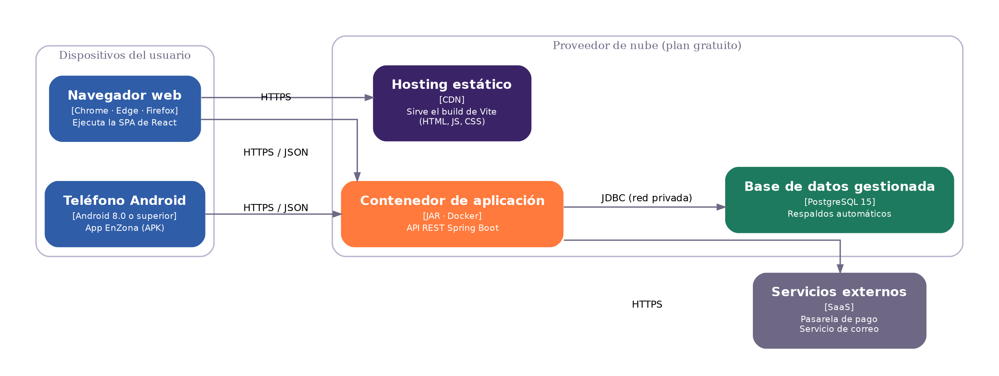 Dispositivos del usuario
Navegador web
[Chrome · Edge · Firefox]
Ejecuta la SPA de React
Teléfono Android
[Android 8.0 o superior]
App EnZona (APK)
HTTPS
HTTPS / JSON
HTTPS / JSON
Proveedor de nube (plan gratuito)
Hosting estático
[CDN]
Sirve el build de Vite
(HTML, JS, CSS)
Contenedor de aplicación
[JAR · Docker]
API REST Spring Boot
JDBC (red privada)
Base de datos gestionada
[PostgreSQL 15]
Respaldos automáticos
HTTPS
Servicios externos
[SaaS]
Pasarela de pago
Servicio de correo